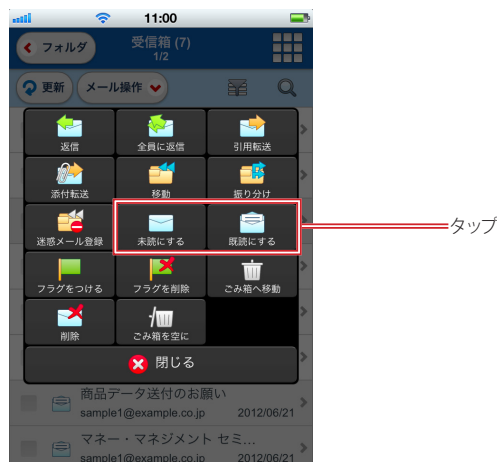 11:00
フォルダ
受信箱 (7)
1/2
更新
メール操作
返信
全員に返信
引用転送
添付転送
移動
振り分け
迷惑メール登録
未読にする
既読にする
タップ
フラグをつける
フラグを削除
ごみ箱へ移動
削除
ごみ箱を空に
閉じる
商品データ送付のお願い
sample1@example.co.jp
2012/06/21
マネー・マネジメント セミ...
sample1@example.co.jp
2012/06/21